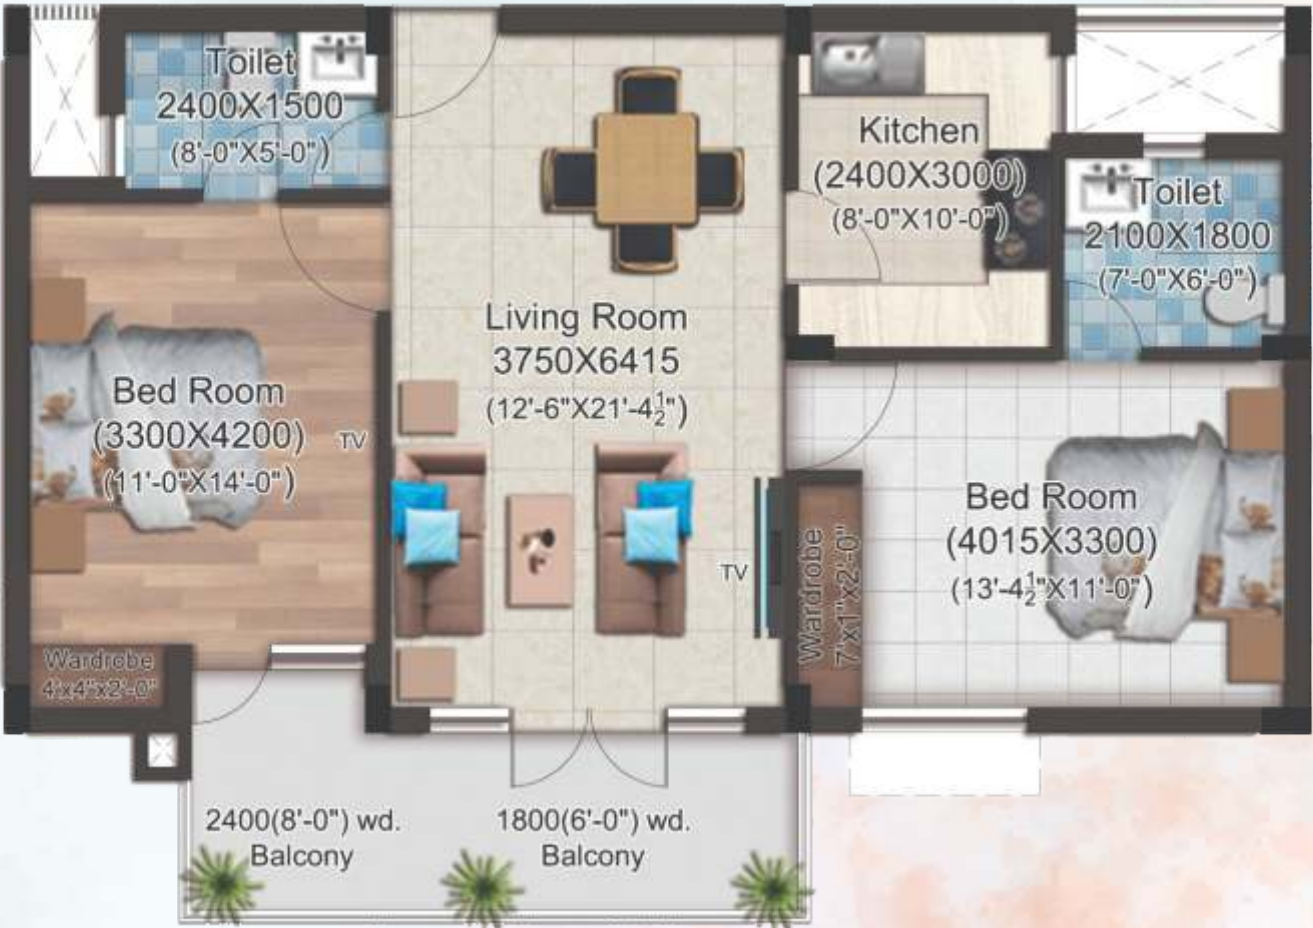 Toilet
2400X1500
(8'-0"X5'-0")
Kitchen
(2400X3000)
(8'-0"X10'-0")
Toilet
2100X1800
(7'-0"X6'-0")
Living Room
3750X6415
(12'-6"X21'-4½")
Bed Room
(3300X4200)
(11'-0"X14'-0")
TV
Bed Room
(4015X3300)
(13'-4½"X11'-0")
TV
Wardrobe
7'x1"x2'-0"
Wardrobe
4'x4"x2'-0"
2400(8'-0") wd.
Balcony
1800(6'-0") wd.
Balcony